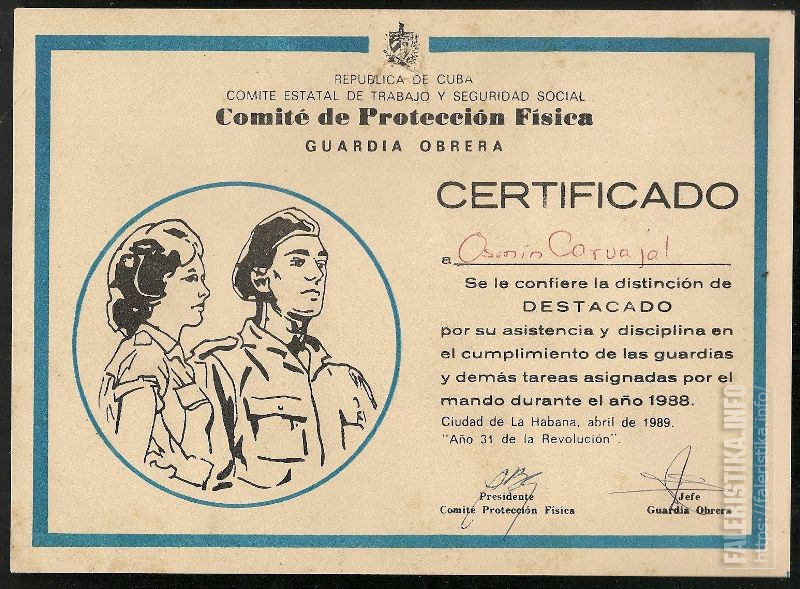 REPUBLICA DE CUBA
COMITE ESTATAL DE TRABAJO Y SEGURIDAD SOCIAL
Comité de Protección Física
GUARDIA OBRERA
CERTIFICADO
a Osmín Carvajal
Se le confiere la distinción de
DESTACADO
por su asistencia y disciplina en
el cumplimiento de las guardias
y demás tareas asignadas por el
mando durante el año 1988.
Ciudad de La Habana, abril de 1989.
"Año 31 de la Revolución".
Presidente
Comité Protección Física
Jefe
Guardia Obrera
FALERISTIKA.INFO
https://faleristika.info/